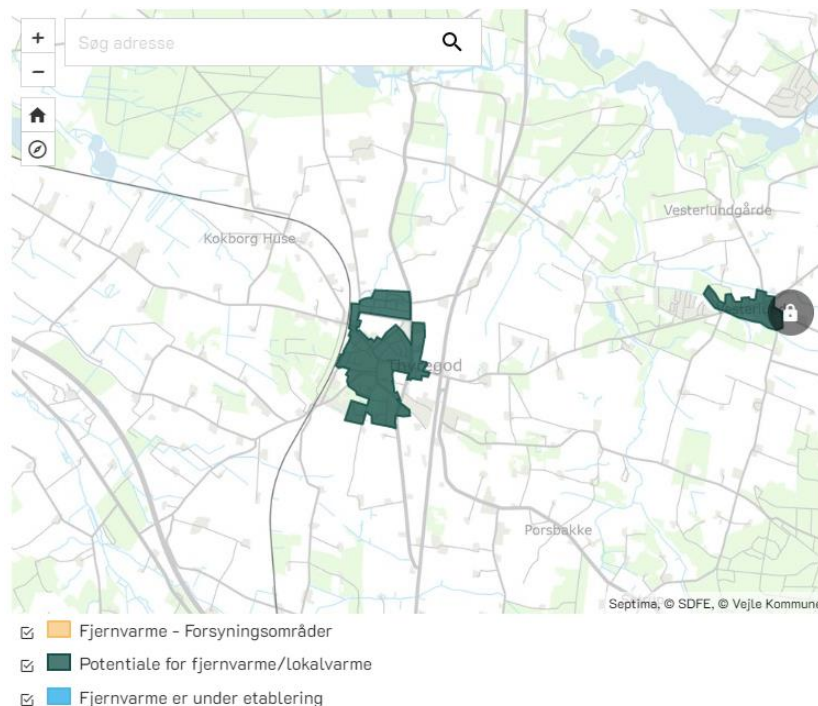 +
Søg adresse
−
Vesterlundgårde
Kokborg Huse
Thyregod
Porsbakke
Septima, © SDFE, © Vejle Kommune
Fjernvarme - Forsyningsområder
Potentiale for fjernvarme/lokalvarme
Fjernvarme er under etablering